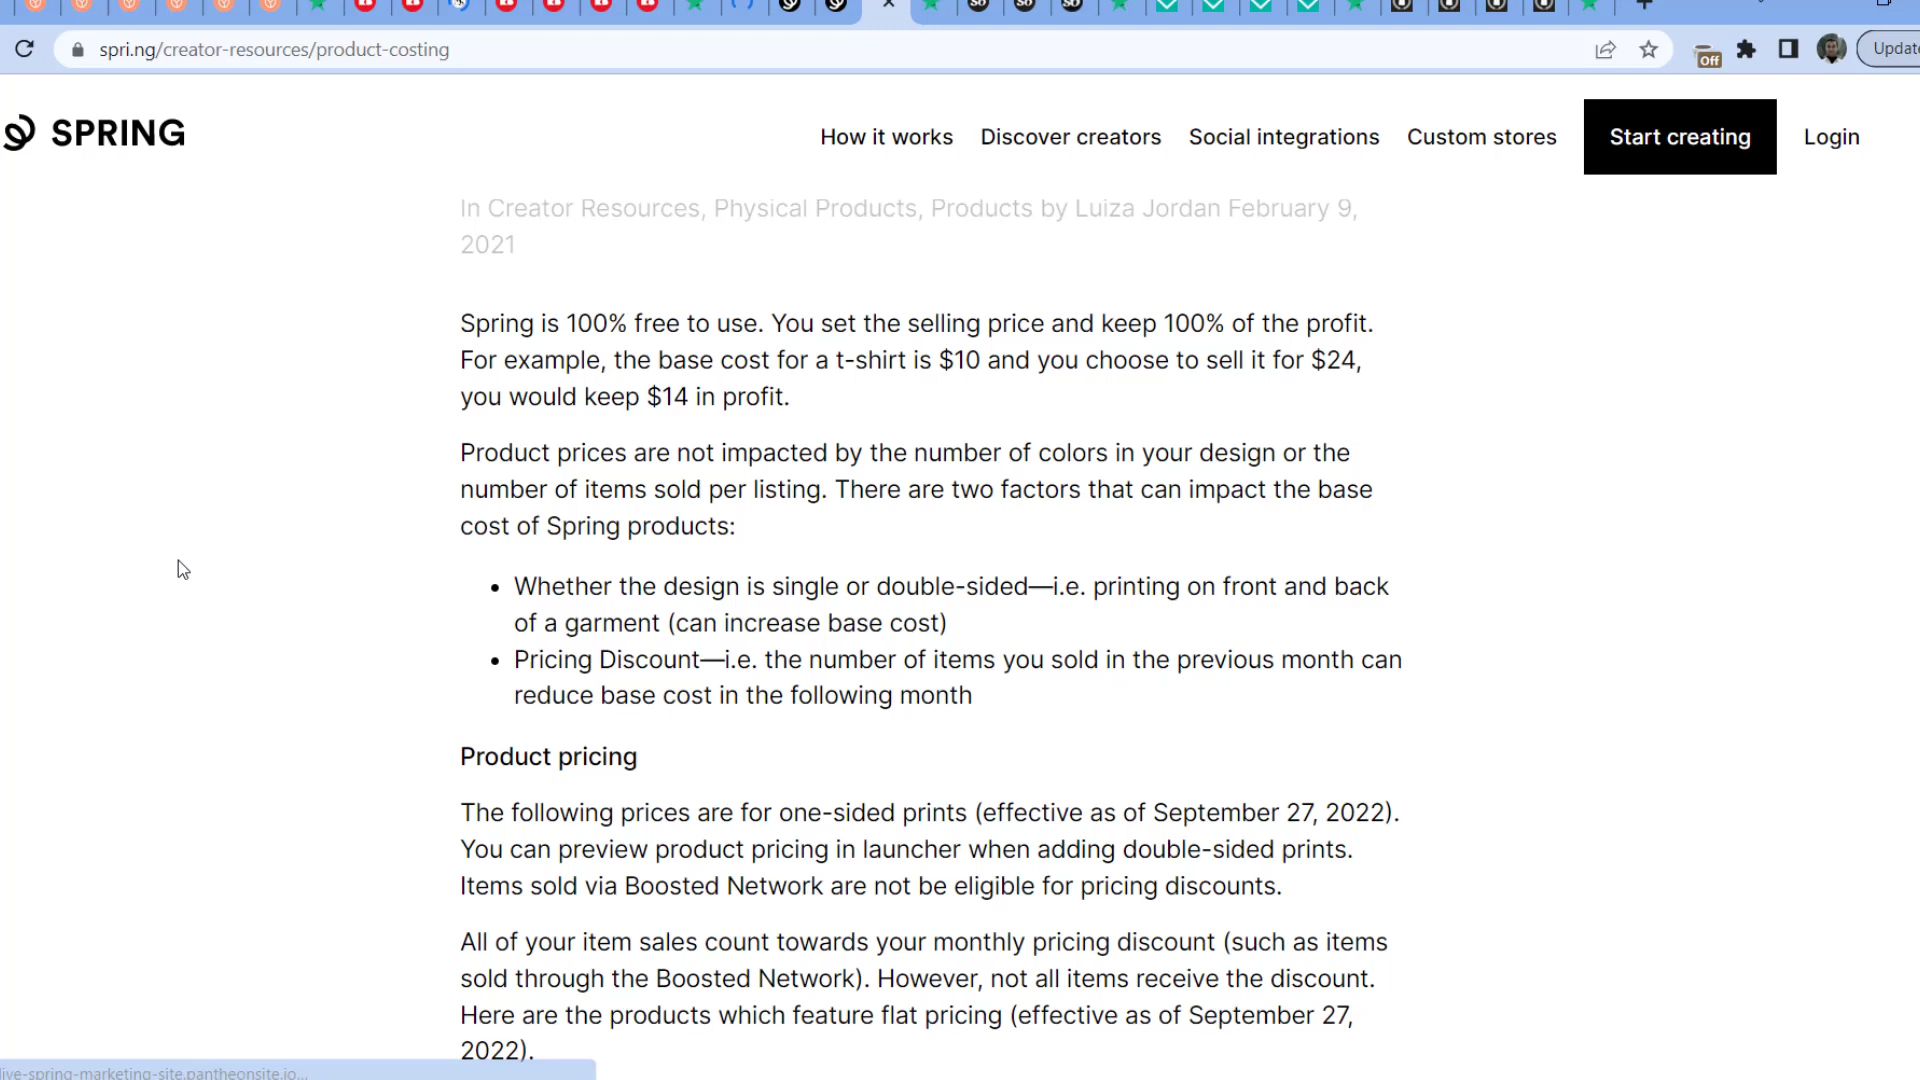 spri.ng/creator-resources/product-costing
Off
Update
SPRING
How it works
Discover creators
Social integrations
Custom stores
Start creating
Login
In Creator Resources, Physical Products, Products by Luiza Jordan February 9,
2021
Spring is 100% free to use. You set the selling price and keep 100% of the profit.
For example, the base cost for a t-shirt is $10 and you choose to sell it for $24,
you would keep $14 in profit.
Product prices are not impacted by the number of colors in your design or the
number of items sold per listing. There are two factors that can impact the base
cost of Spring products:
• Whether the design is single or double-sided—i.e. printing on front and back
of a garment (can increase base cost)
• Pricing Discount—i.e. the number of items you sold in the previous month can
reduce base cost in the following month
Product pricing
The following prices are for one-sided prints (effective as of September 27, 2022).
You can preview product pricing in launcher when adding double-sided prints.
Items sold via Boosted Network are not be eligible for pricing discounts.
All of your item sales count towards your monthly pricing discount (such as items
sold through the Boosted Network). However, not all items receive the discount.
Here are the products which feature flat pricing (effective as of September 27,
2022).
live-spring-marketing-site.pantheonsite.io...